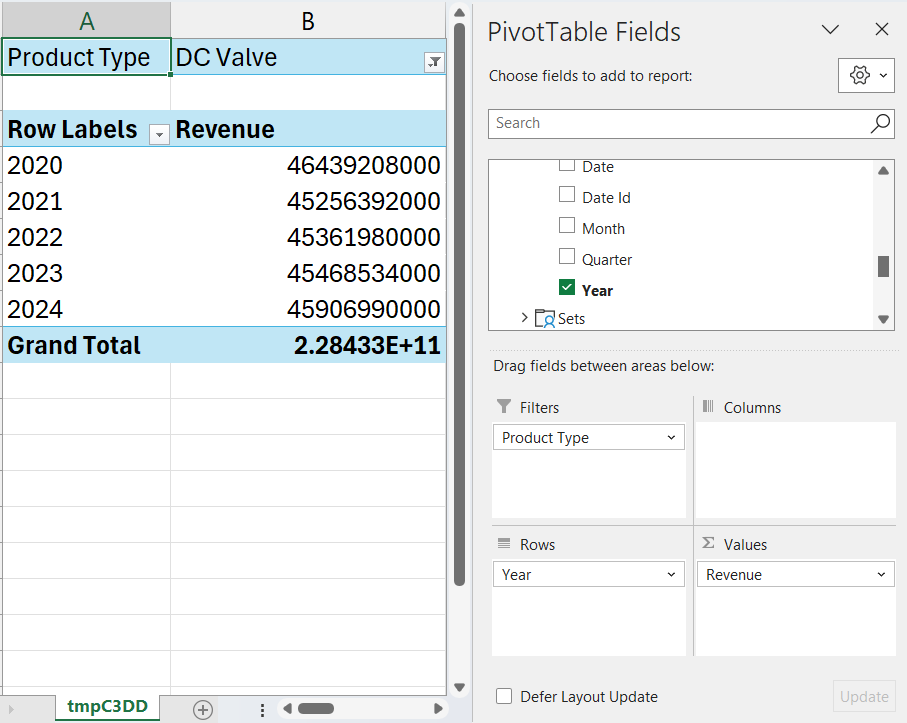 A B
Product Type DC Valve
Row Labels Revenue
2020 46439208000
2021 45256392000
2022 45361980000
2023 45468534000
2024 45906990000
Grand Total 2.28433E+11
tmpC3DD
PivotTable Fields
Choose fields to add to report:
Search
Date
Date Id
Month
Quarter
Year
Sets
Drag fields between areas below:
Filters Columns
Product Type
Rows Σ Values
Year Revenue
Defer Layout Update Update